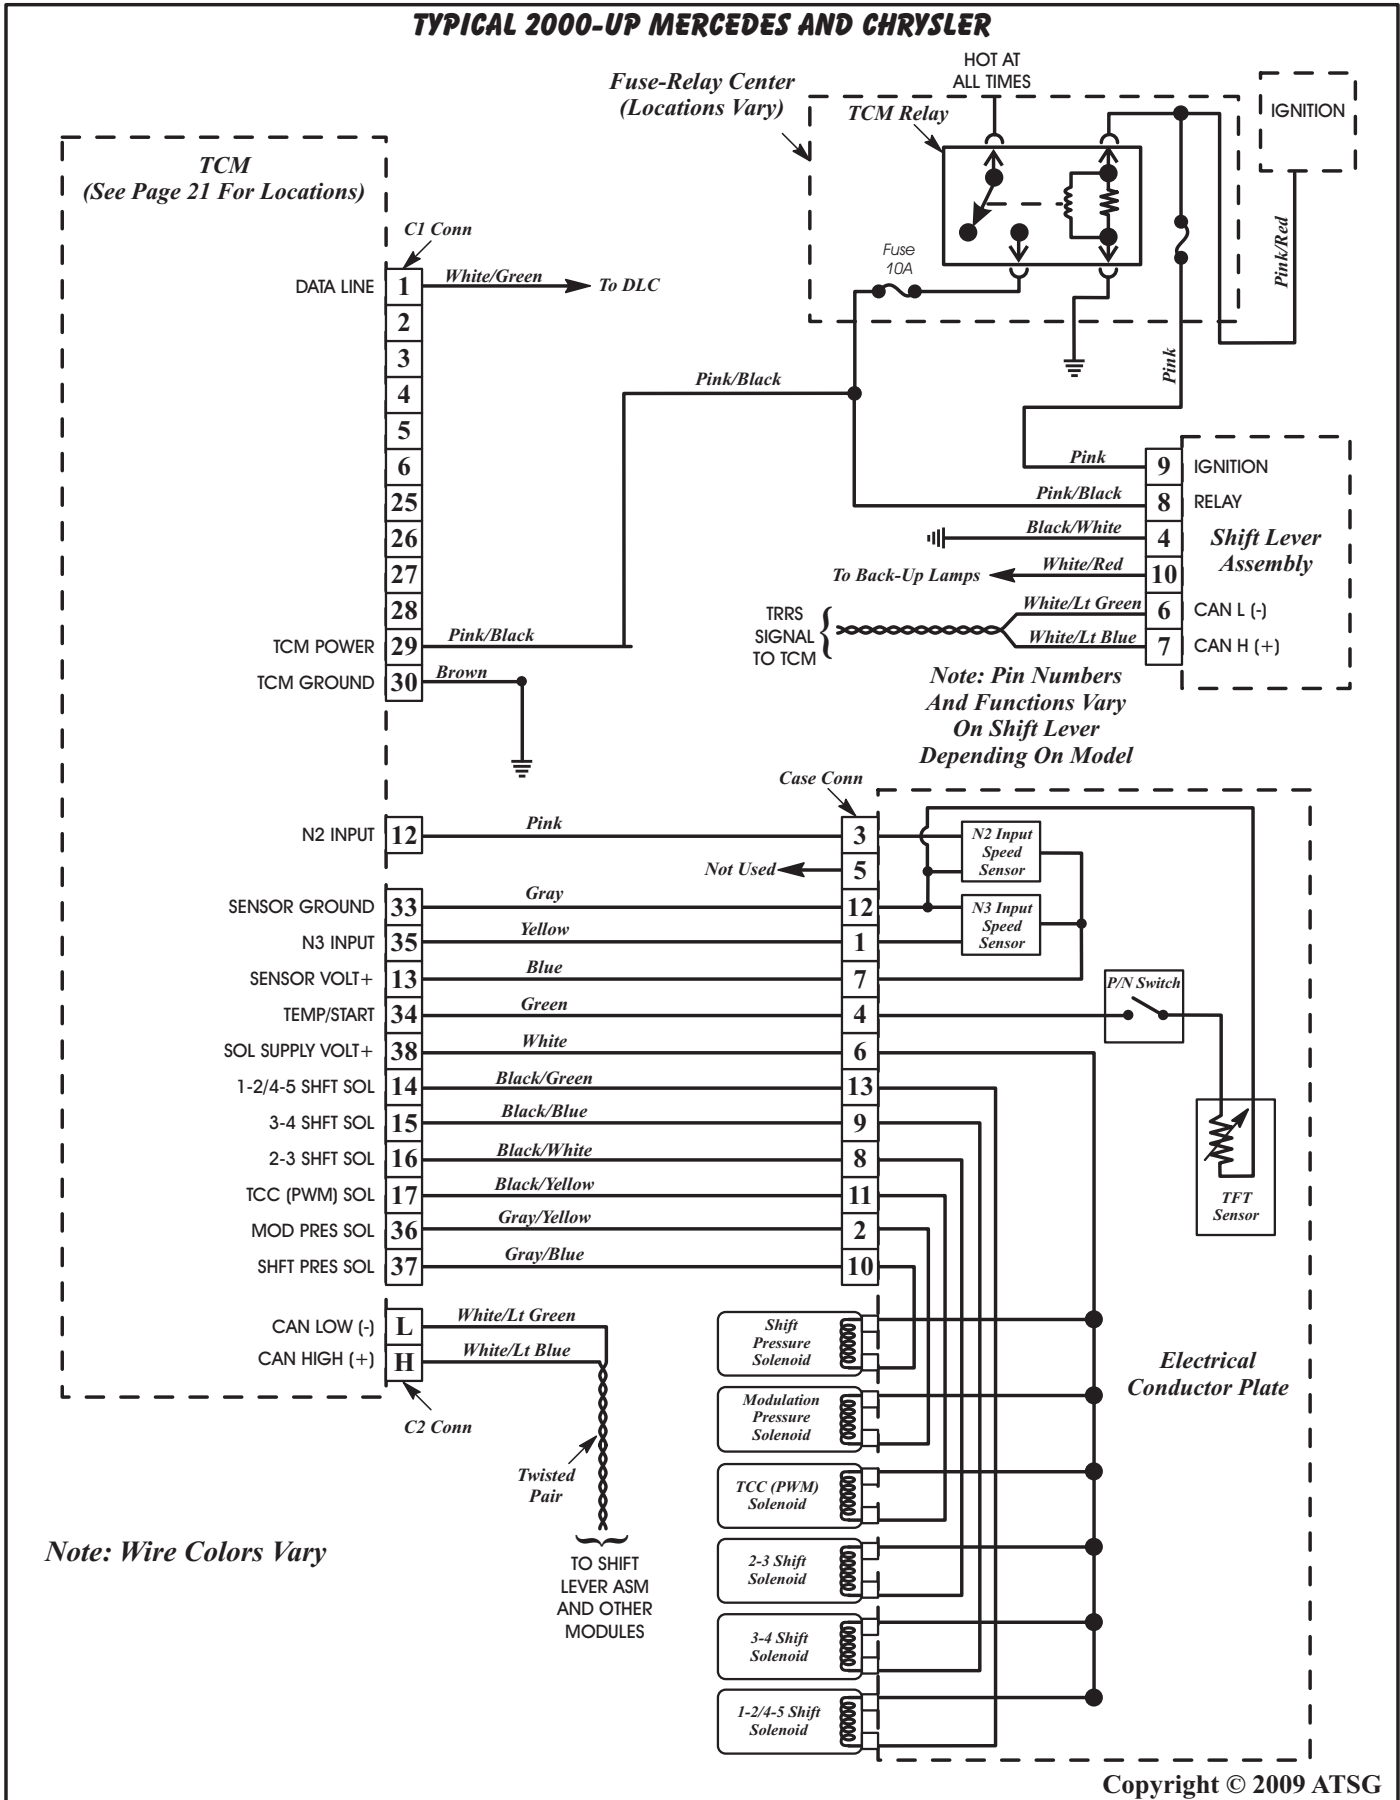 TYPICAL 2000-UP MERCEDES AND CHRYSLER
HOT AT
ALL TIMES
Fuse-Relay Center
(Locations Vary)
TCM Relay
IGNITION
TCM
(See Page 21 For Locations)
C1 Conn
Fuse
10A
Pink/Red
Pink
DATA LINE
1
White/Green
To DLC
2
3
4
5
6
25
26
27
28
Pink/Black
TCM POWER
29
Pink/Black
TCM GROUND
30
Brown
Pink
9
IGNITION
Pink/Black
8
RELAY
Black/White
4
Shift Lever
Assembly
To Back-Up Lamps
White/Red
10
TRRS
SIGNAL
TO TCM
White/Lt Green
6
CAN L (-)
White/Lt Blue
7
CAN H (+)
Note: Pin Numbers
And Functions Vary
On Shift Lever
Depending On Model
Case Conn
N2 INPUT
12
Pink
3
Not Used
5
SENSOR GROUND
33
Gray
12
N3 INPUT
35
Yellow
1
SENSOR VOLT+
13
Blue
7
TEMP/START
34
Green
4
SOL SUPPLY VOLT+
38
White
6
1-2/4-5 SHFT SOL
14
Black/Green
13
3-4 SHFT SOL
15
Black/Blue
9
2-3 SHFT SOL
16
Black/White
8
TCC (PWM) SOL
17
Black/Yellow
11
MOD PRES SOL
36
Gray/Yellow
2
SHFT PRES SOL
37
Gray/Blue
10
N2 Input
Speed
Sensor
N3 Input
Speed
Sensor
P/N Switch
TFT
Sensor
CAN LOW (-)
L
White/Lt Green
CAN HIGH (+)
H
White/Lt Blue
C2 Conn
Twisted
Pair
TO SHIFT
LEVER ASM
AND OTHER
MODULES
Note: Wire Colors Vary
Shift
Pressure
Solenoid
Modulation
Pressure
Solenoid
TCC (PWM)
Solenoid
2-3 Shift
Solenoid
3-4 Shift
Solenoid
1-2/4-5 Shift
Solenoid
Electrical
Conductor Plate
Copyright © 2009 ATSG